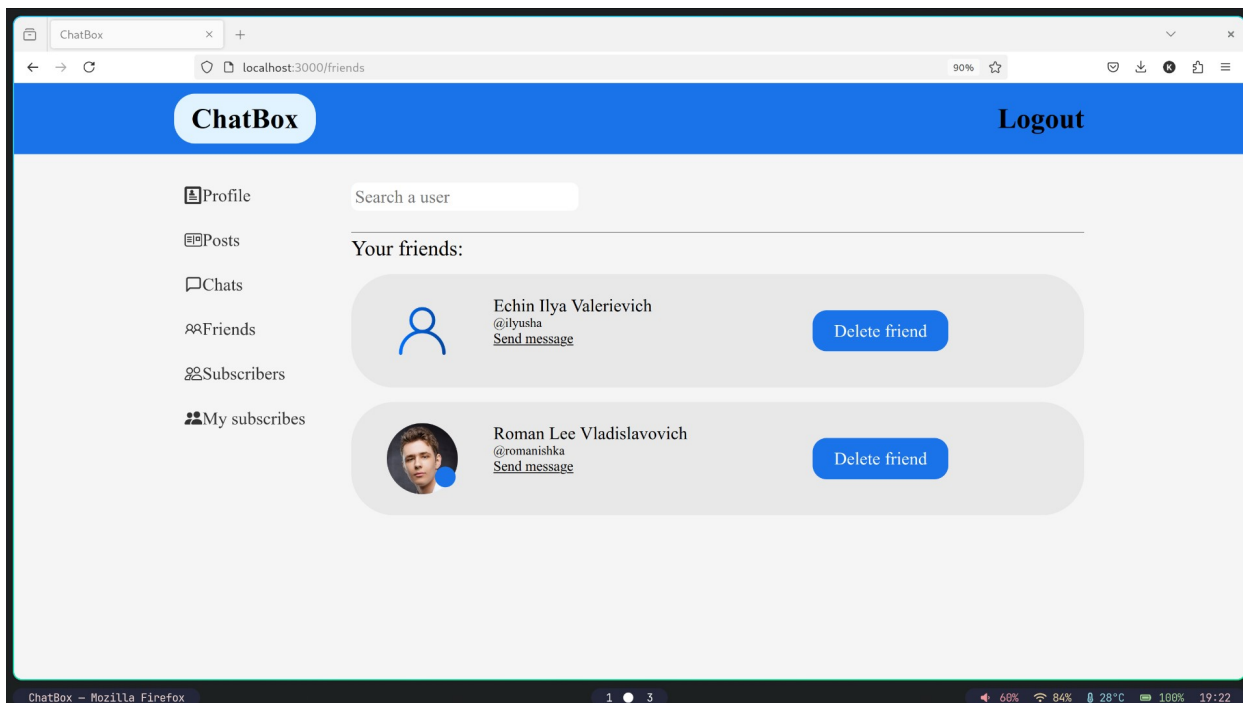 ChatBox
localhost:3000/friends
90%
K
ChatBox
Logout
Profile
Search a user
Posts
Your friends:
Chats
Echin Ilya Valerievich
@ilyusha
Send message
Delete friend
Friends
Subscribers
My subscribes
Roman Lee Vladislavovich
@romanishka
Send message
Delete friend
ChatBox — Mozilla Firefox
1 3
60% 84% 28°C 100% 19:22